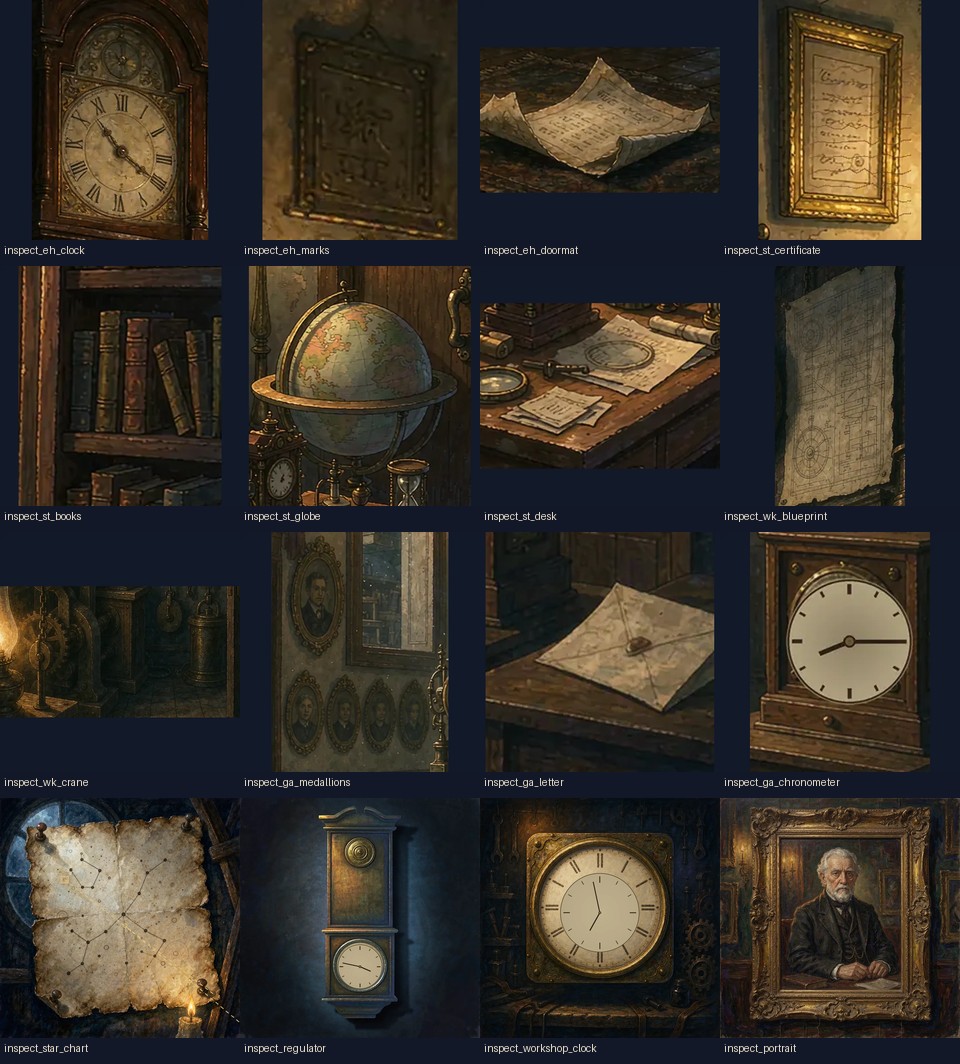 inspect_eh_clock
inspect_eh_marks
inspect_eh_doormat
inspect_st_certificate
inspect_st_books
inspect_st_globe
inspect_st_desk
inspect_wk_blueprint
inspect_wk_crane
inspect_ga_medallions
inspect_ga_letter
inspect_ga_chronometer
inspect_star_chart
inspect_regulator
inspect_workshop_clock
inspect_portrait